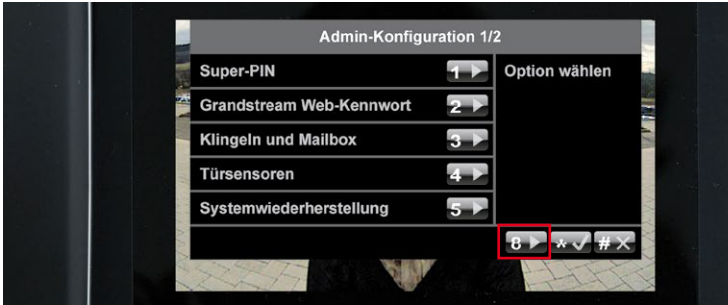 Admin-Konfiguration 1/2
Super-PIN 1 Option wählen
Grandstream Web-Kennwort 2
Klingeln und Mailbox 3
Türsensoren 4
Systemwiederherstellung 5
8 * #